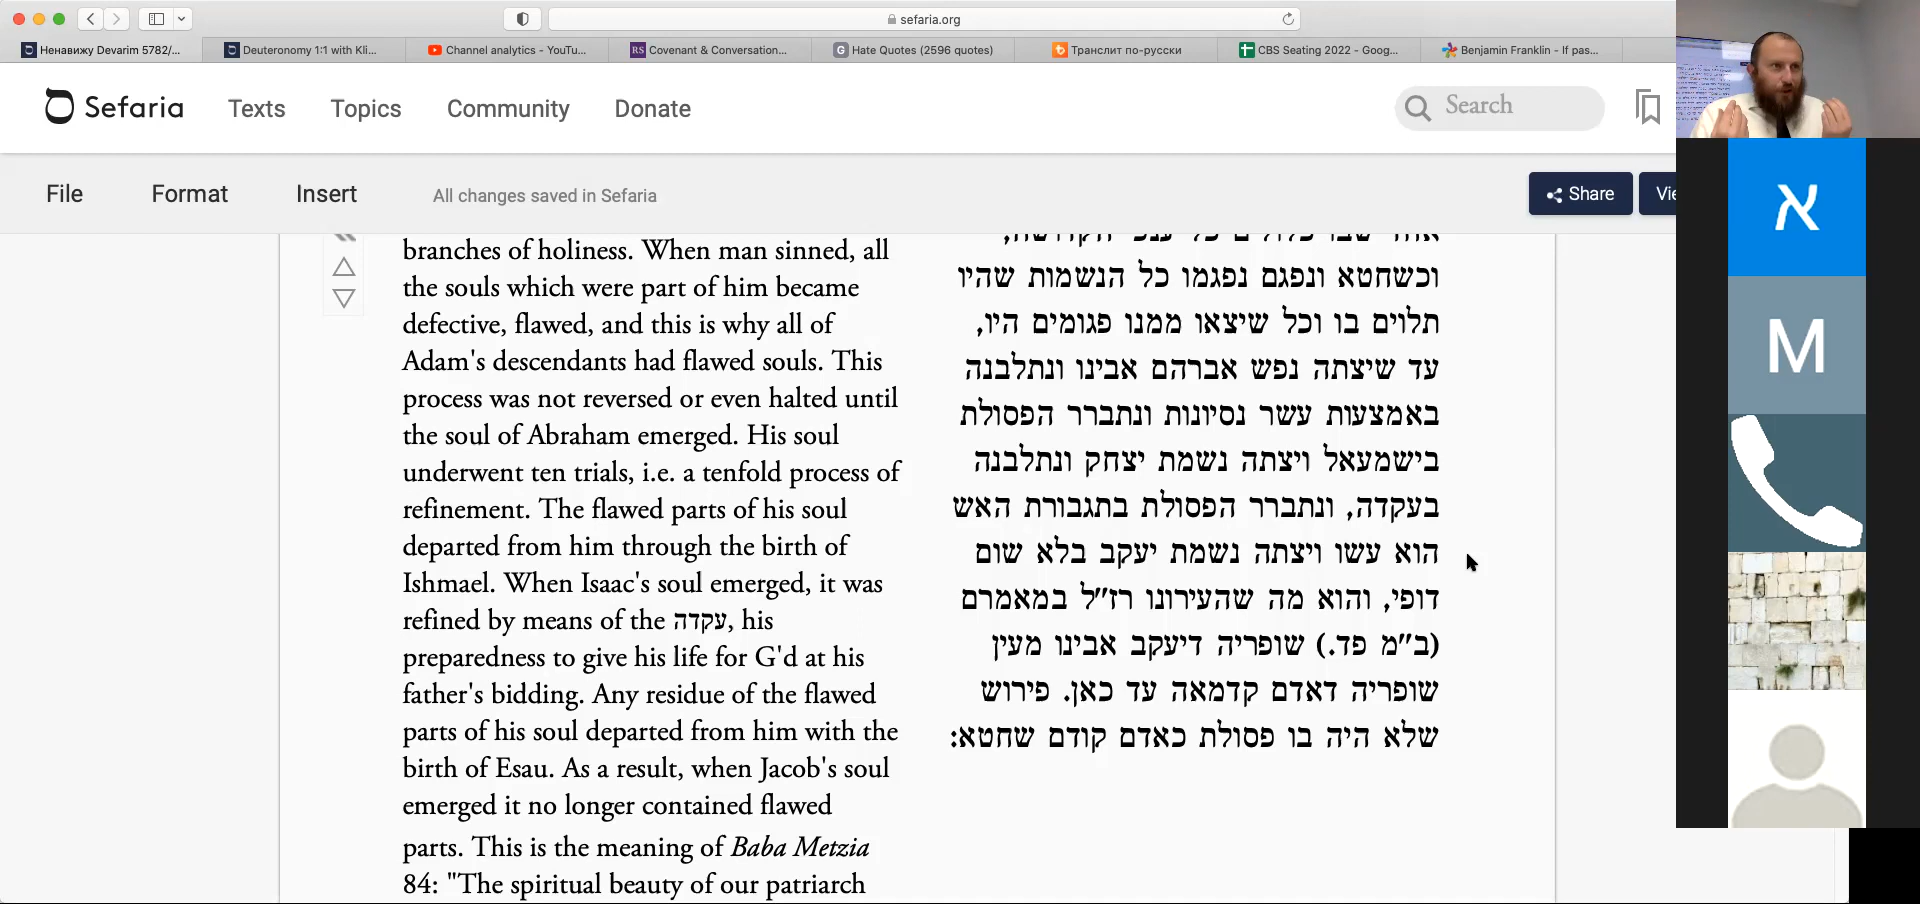 sefaria.org
Ненавижу Devarim 5782/...
Deuteronomy 1:1 with Kli...
Channel analytics - YouTu...
RS Covenant & Conversation...
G Hate Quotes (2596 quotes)
Транслит по-русски
CBS Seating 2022 - Goog...
Benjamin Franklin - If pas...
Sefaria
Texts
Topics
Community
Donate
Search
File
Format
Insert
All changes saved in Sefaria
Share
Vie
branches of holiness. When man sinned, all
the souls which were part of him became
defective, flawed, and this is why all of
Adam's descendants had flawed souls. This
process was not reversed or even halted until
the soul of Abraham emerged. His soul
underwent ten trials, i.e. a tenfold process of
refinement. The flawed parts of his soul
departed from him through the birth of
Ishmael. When Isaac's soul emerged, it was
refined by means of the עקדה, his
preparedness to give his life for G'd at his
father's bidding. Any residue of the flawed
parts of his soul departed from him with the
birth of Esau. As a result, when Jacob's soul
emerged it no longer contained flawed
parts. This is the meaning of Baba Metzia
84: "The spiritual beauty of our patriarch
וכשחטא ונפגם נפגמו כל הנשמות שהיו
תלוים בו וכל שיצאו ממנו פגומים היו,
עד שיצתה נפש אברהם אבינו ונתלבנה
באמצעות עשר נסיונות ונתברר הפסולת
בישמעאל ויצתה נשמת יצחק ונתלבנה
בעקדה, ונתברר הפסולת בתגבורת האש
הוא עשו ויצתה נשמת יעקב בלא שום
דופי, והוא מה שהעירונו רז"ל במאמרם
(ב"מ פד.) שופריה דיעקב אבינו מעין
שופריה דאדם קדמאה עד כאן. פירוש
שלא היה בו פסולת כאדם קודם שחטא:
א
M